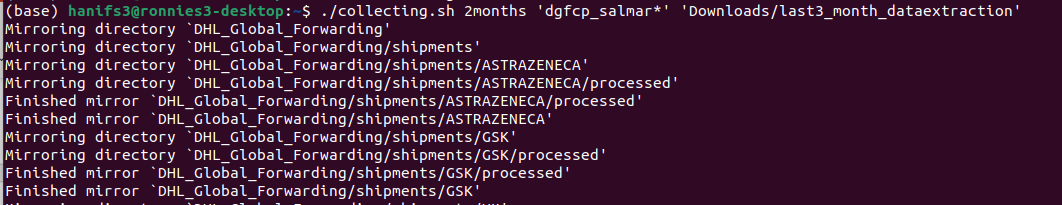 (base) hanifs3@ronnies3-desktop:~$ ./collecting.sh 2months 'dgfcp_salmar*' 'Downloads/last3_month_dataextraction'
Mirroring directory `DHL_Global_Forwarding'
Mirroring directory `DHL_Global_Forwarding/shipments'
Mirroring directory `DHL_Global_Forwarding/shipments/ASTRAZENECA'
Mirroring directory `DHL_Global_Forwarding/shipments/ASTRAZENECA/processed'
Finished mirror `DHL_Global_Forwarding/shipments/ASTRAZENECA/processed'
Finished mirror `DHL_Global_Forwarding/shipments/ASTRAZENECA'
Mirroring directory `DHL_Global_Forwarding/shipments/GSK'
Mirroring directory `DHL_Global_Forwarding/shipments/GSK/processed'
Finished mirror `DHL_Global_Forwarding/shipments/GSK/processed'
Finished mirror `DHL_Global_Forwarding/shipments/GSK'